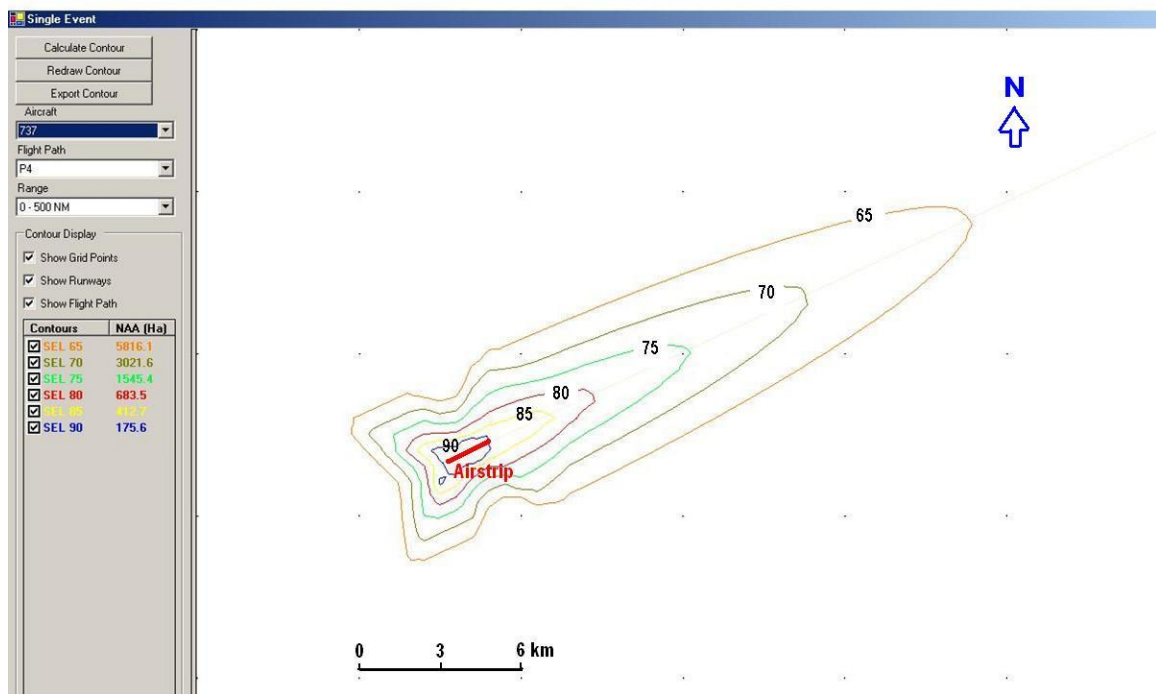 Single Event
Calculate Contour
Redraw Contour
Export Contour
Aircraft
737
Flight Path
P4
Range
0 - 500 NM
Contour Display
Show Grid Points
Show Runways
Show Flight Path
Contours NAA (Ha)
SEL 65 5816.1
SEL 70 3021.6
SEL 75 1545.4
SEL 80 683.5
SEL 85 412.7
SEL 90 175.6
N
65
70
75
80
85
90
Airstrip
0 3 6 km